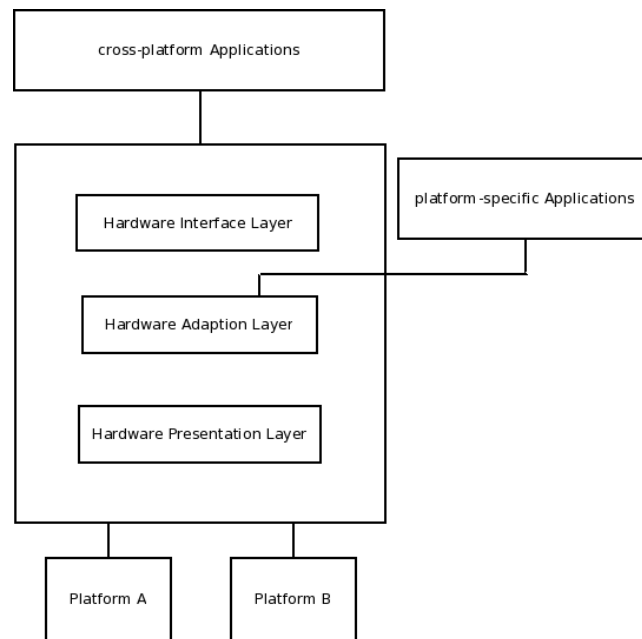 cross-platform Applications
platform-specific Applications
Hardware Interface Layer
Hardware Adaption Layer
Hardware Presentation Layer
Platform A
Platform B